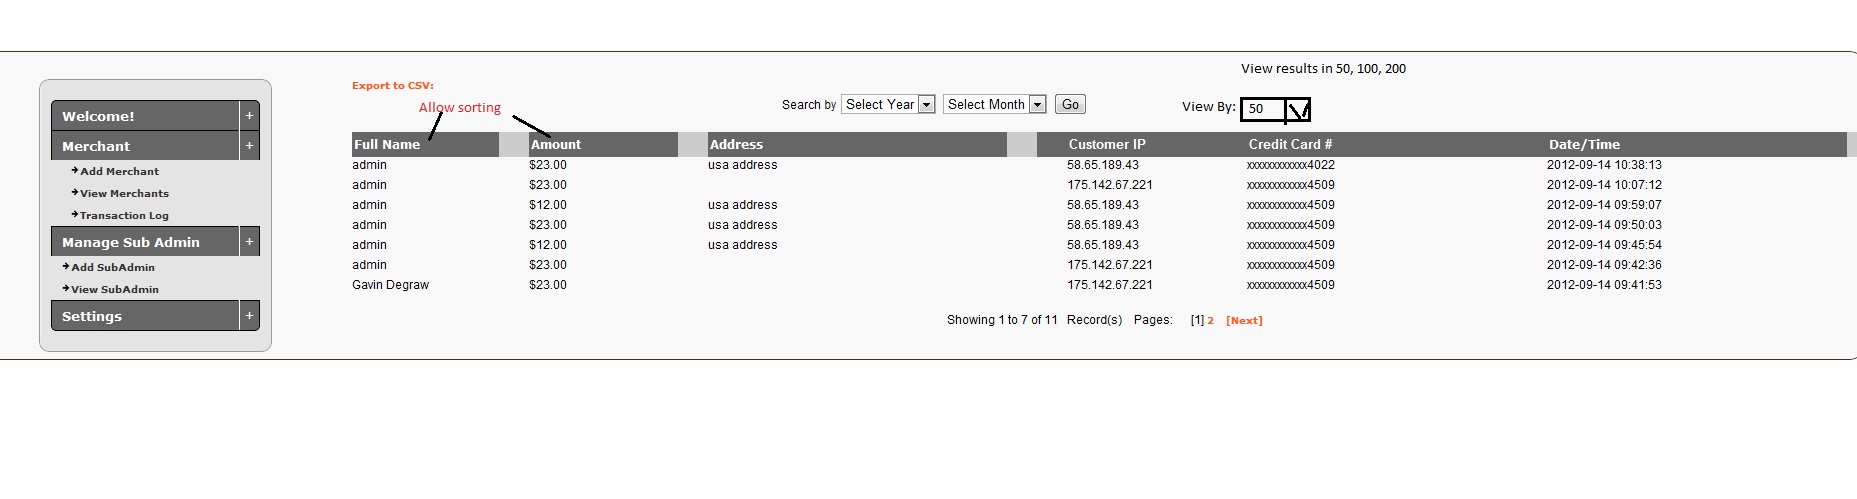 View results in 50, 100, 200
Export to CSV:
Allow sorting
Search by Select Year Select Month Go View By: 50
Welcome! +
Merchant +
Add Merchant
View Merchants
Transaction Log
Manage Sub Admin +
Add SubAdmin
View SubAdmin
Settings +
Full Name Amount Address Customer IP Credit Card # Date/Time
admin $23.00 usa address 58.65.189.43 xxxxxxxxxxxx4022 2012-09-14 10:38:13
admin $23.00 175.142.67.221 xxxxxxxxxxxx4509 2012-09-14 10:07:12
admin $12.00 usa address 58.65.189.43 xxxxxxxxxxxx4509 2012-09-14 09:59:07
admin $23.00 usa address 58.65.189.43 xxxxxxxxxxxx4509 2012-09-14 09:50:03
admin $12.00 usa address 58.65.189.43 xxxxxxxxxxxx4509 2012-09-14 09:45:54
admin $23.00 175.142.67.221 xxxxxxxxxxxx4509 2012-09-14 09:42:36
Gavin Degraw $23.00 175.142.67.221 xxxxxxxxxxxx4509 2012-09-14 09:41:53
Showing 1 to 7 of 11 Record(s) Pages: [1] 2 [Next]